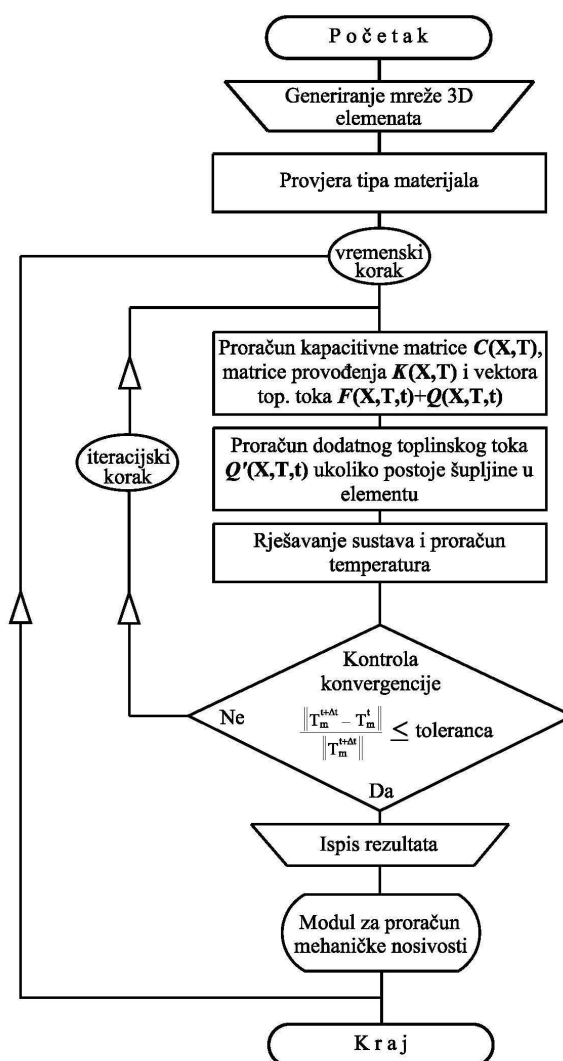 Početak
Generiranje mreže 3D
elemenata
Provjera tipa materijala
vremenski
korak
Proračun kapacitivne matrice C(X,T),
matrice provođenja K(X,T) i vektora
top. toka F(X,T,t)+Q(X,T,t)
iteracijski
korak
Proračun dodatnog toplinskog toka
Q'(X,T,t) ukoliko postoje šupljine u
elementu
Rješavanje sustava i proračun
temperatura
Kontrola
konvergencije
Ne
‖T_m^{t+Δt} − T_m^t‖ / ‖T_m^{t+Δt}‖ ≤ toleranca
Da
Ispis rezultata
Modul za proračun
mehaničke nosivosti
Kraj